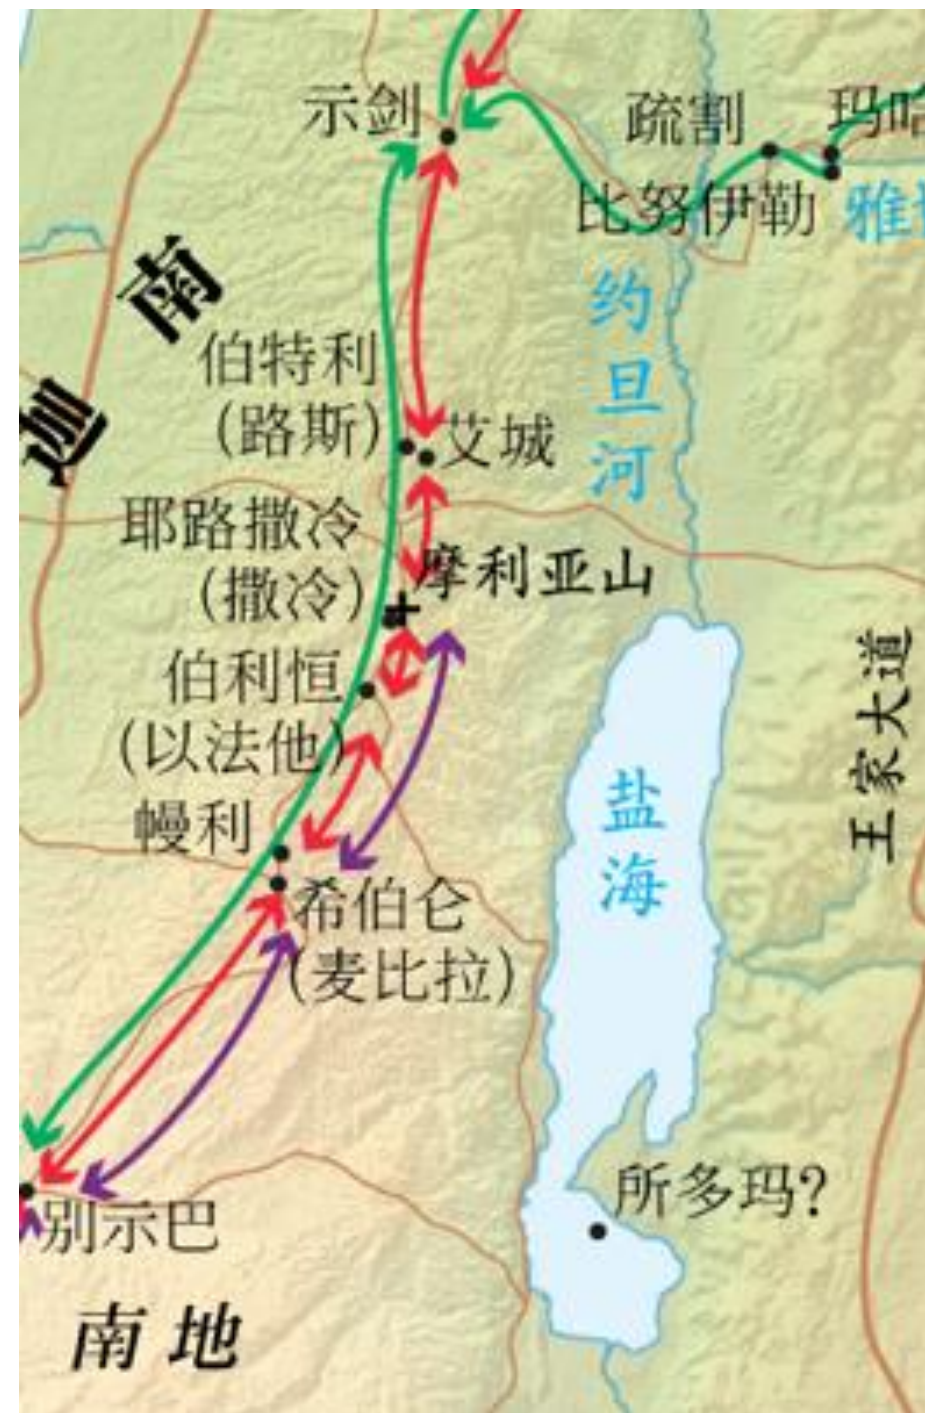 示剑
疏割
玛哈
比努伊勒
雅
南
迦
约旦河
伯特利
(路斯)
艾城
耶路撒冷
(撒冷)
摩利亚山
伯利恒
(以法他)
幔利
希伯仑
(麦比拉)
王家大道
盐海
所多玛?
别示巴
南地